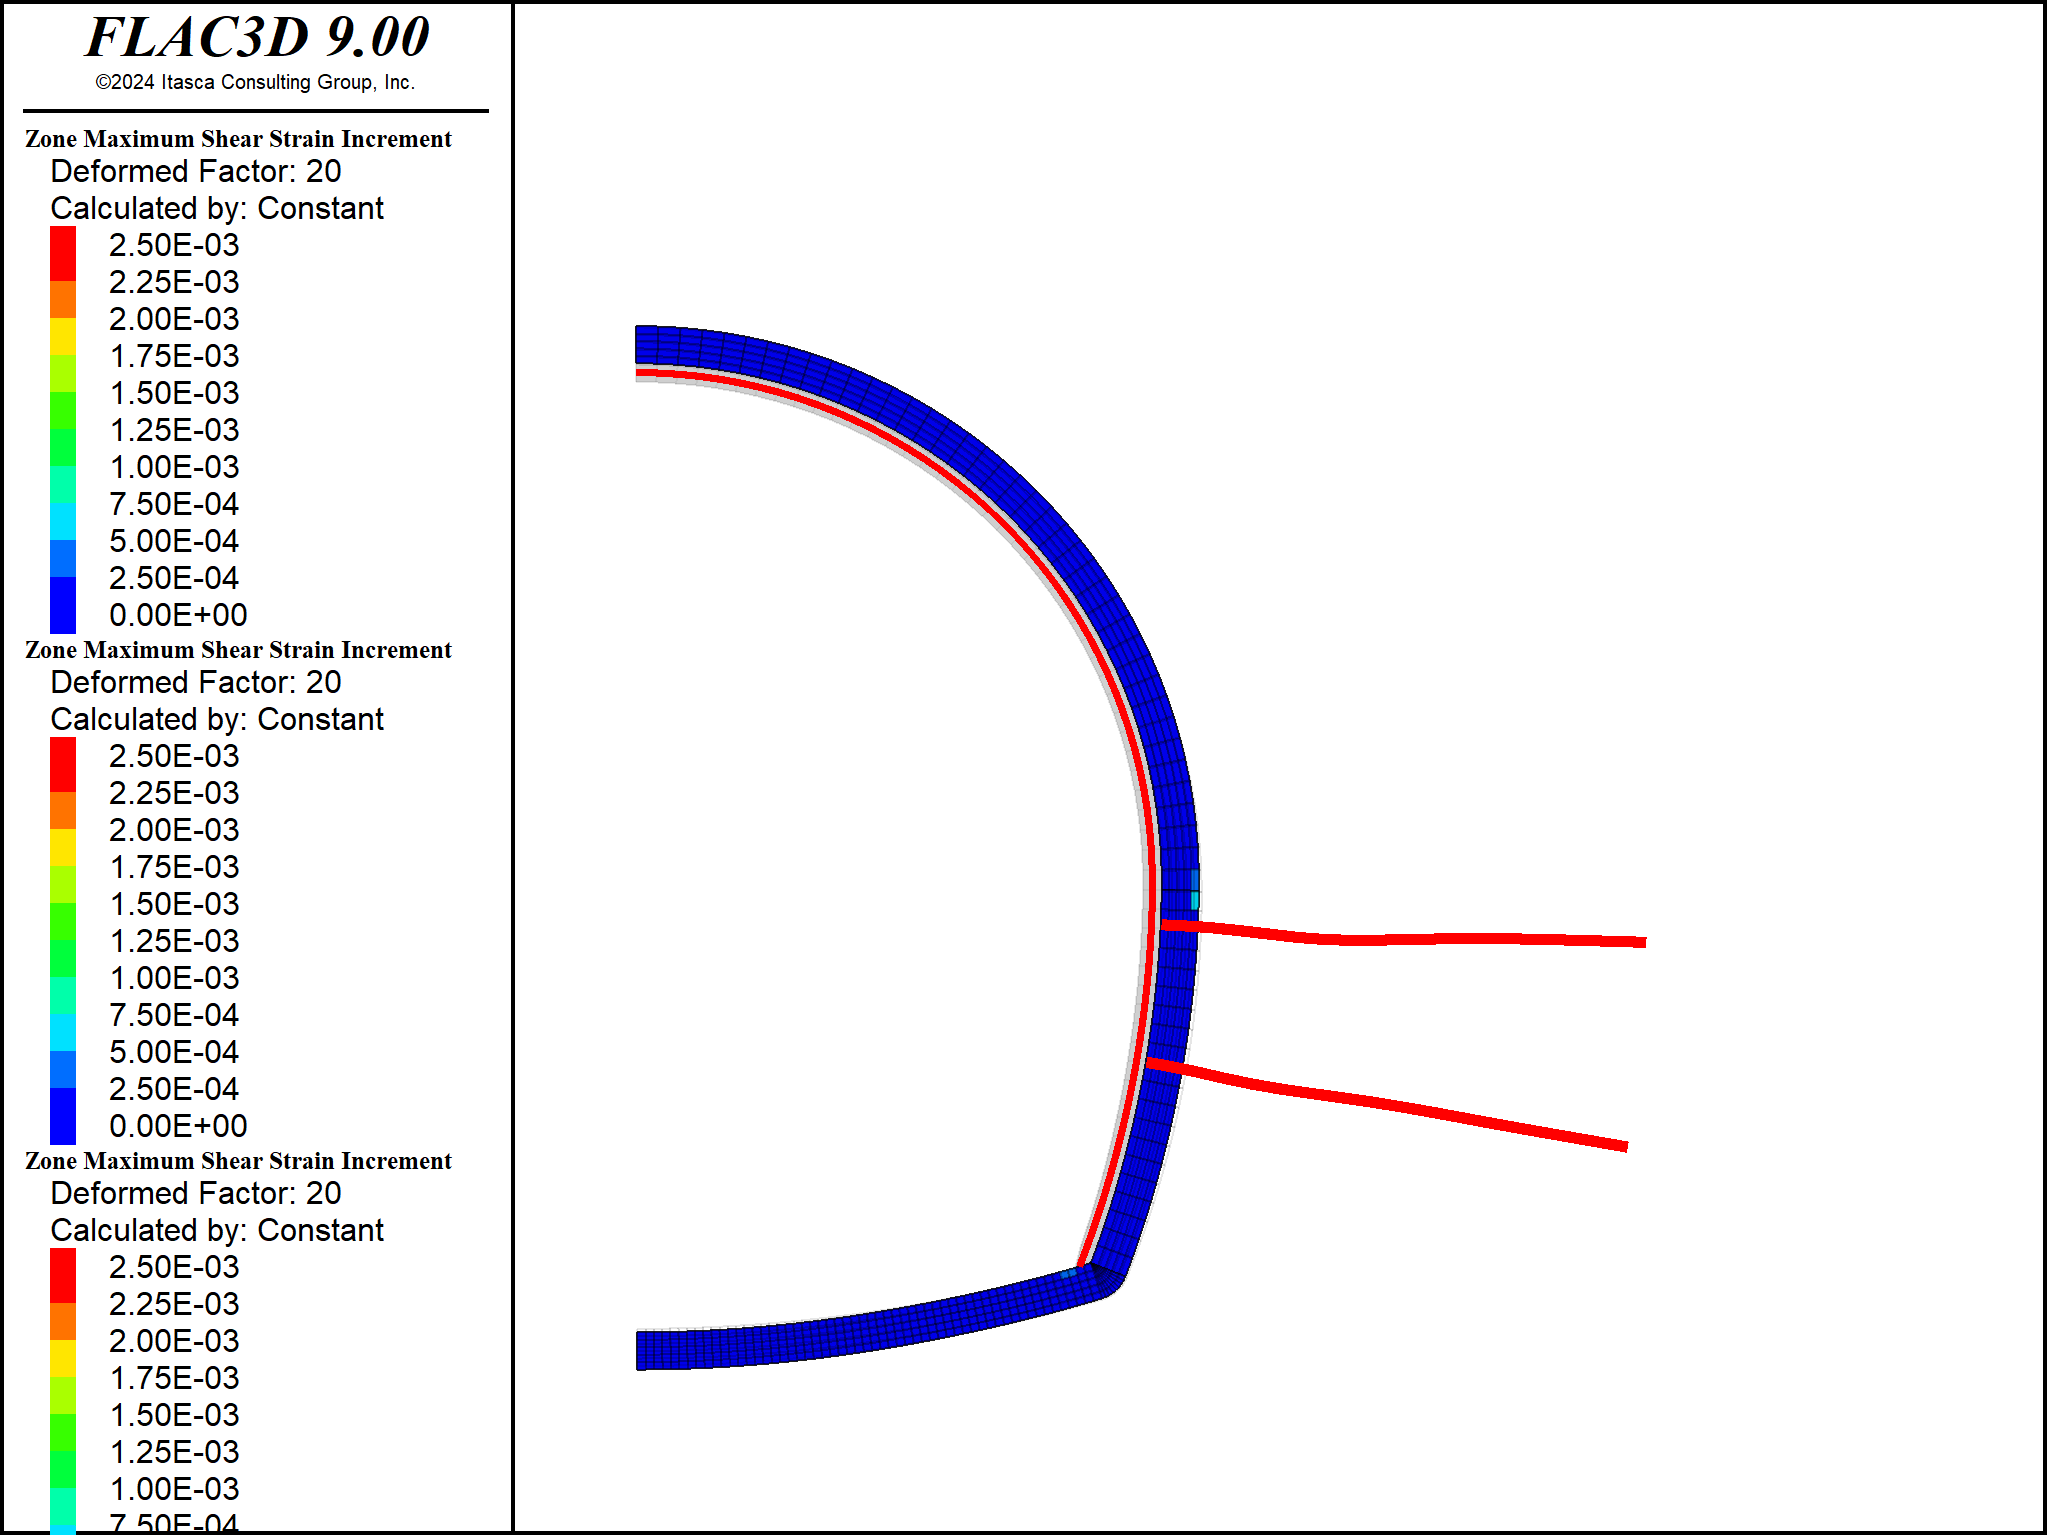 FLAC3D 9.00
©2024 Itasca Consulting Group, Inc.
Zone Maximum Shear Strain Increment
Deformed Factor: 20
Calculated by: Constant
2.50E-03
2.25E-03
2.00E-03
1.75E-03
1.50E-03
1.25E-03
1.00E-03
7.50E-04
5.00E-04
2.50E-04
0.00E+00
Zone Maximum Shear Strain Increment
Deformed Factor: 20
Calculated by: Constant
2.50E-03
2.25E-03
2.00E-03
1.75E-03
1.50E-03
1.25E-03
1.00E-03
7.50E-04
5.00E-04
2.50E-04
0.00E+00
Zone Maximum Shear Strain Increment
Deformed Factor: 20
Calculated by: Constant
2.50E-03
2.25E-03
2.00E-03
1.75E-03
1.50E-03
1.25E-03
1.00E-03
7.50E-04